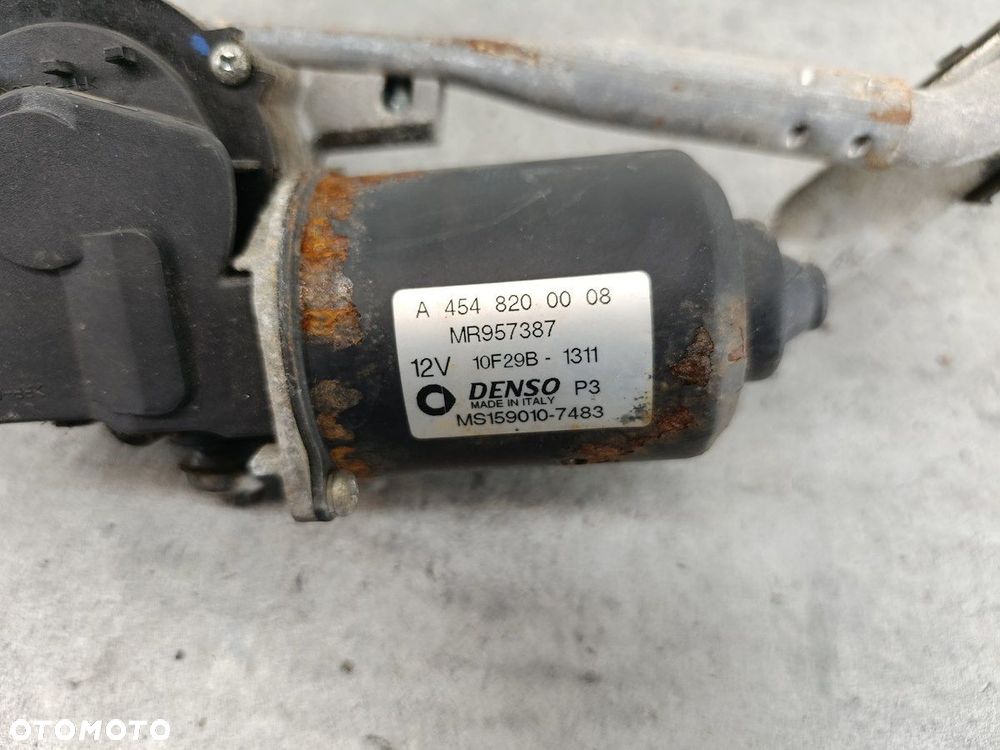 A 454 820 00 08
MR957387
12V 10F29B - 1311
DENSO P3
MADE IN ITALY
MS159010-7483
OTOMOTO